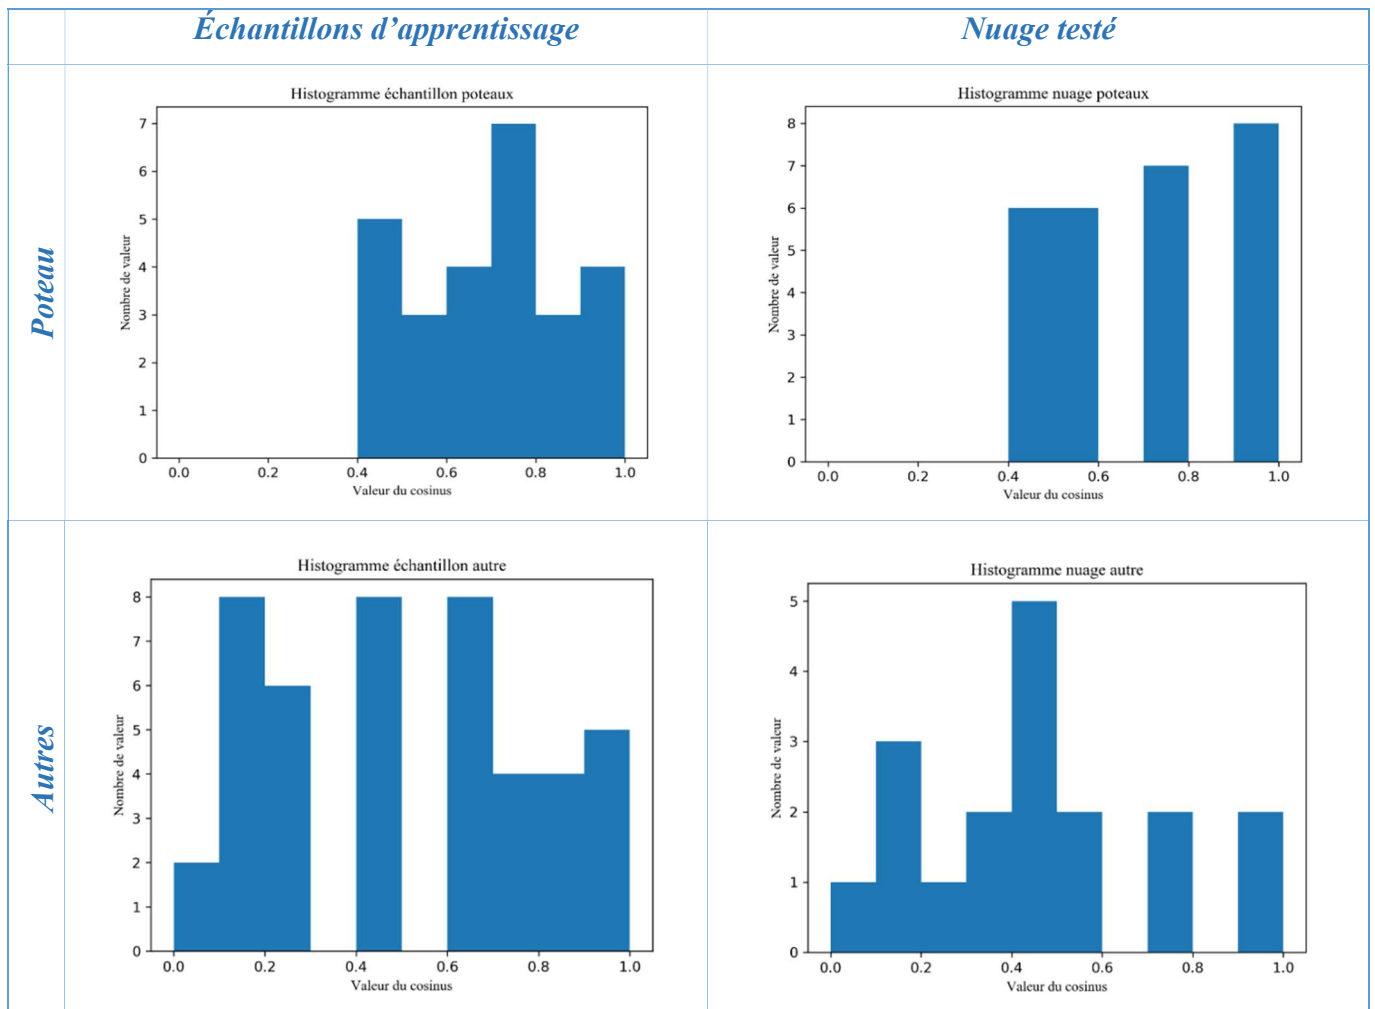 Échantillons d’apprentissage
Nuage testé
Poteau
Histogramme échantillon poteaux
Nombre de valeur
7
6
5
4
3
2
1
0
0.0 0.2 0.4 0.6 0.8 1.0
Valeur du cosinus
Histogramme nuage poteaux
Nombre de valeur
8
7
6
5
4
3
2
1
0
0.0 0.2 0.4 0.6 0.8 1.0
Valeur du cosinus
Autres
Histogramme échantillon autre
Nombre de valeur
8
7
6
5
4
3
2
1
0
0.0 0.2 0.4 0.6 0.8 1.0
Valeur du cosinus
Histogramme nuage autre
Nombre de valeur
5
4
3
2
1
0
0.0 0.2 0.4 0.6 0.8 1.0
Valeur du cosinus